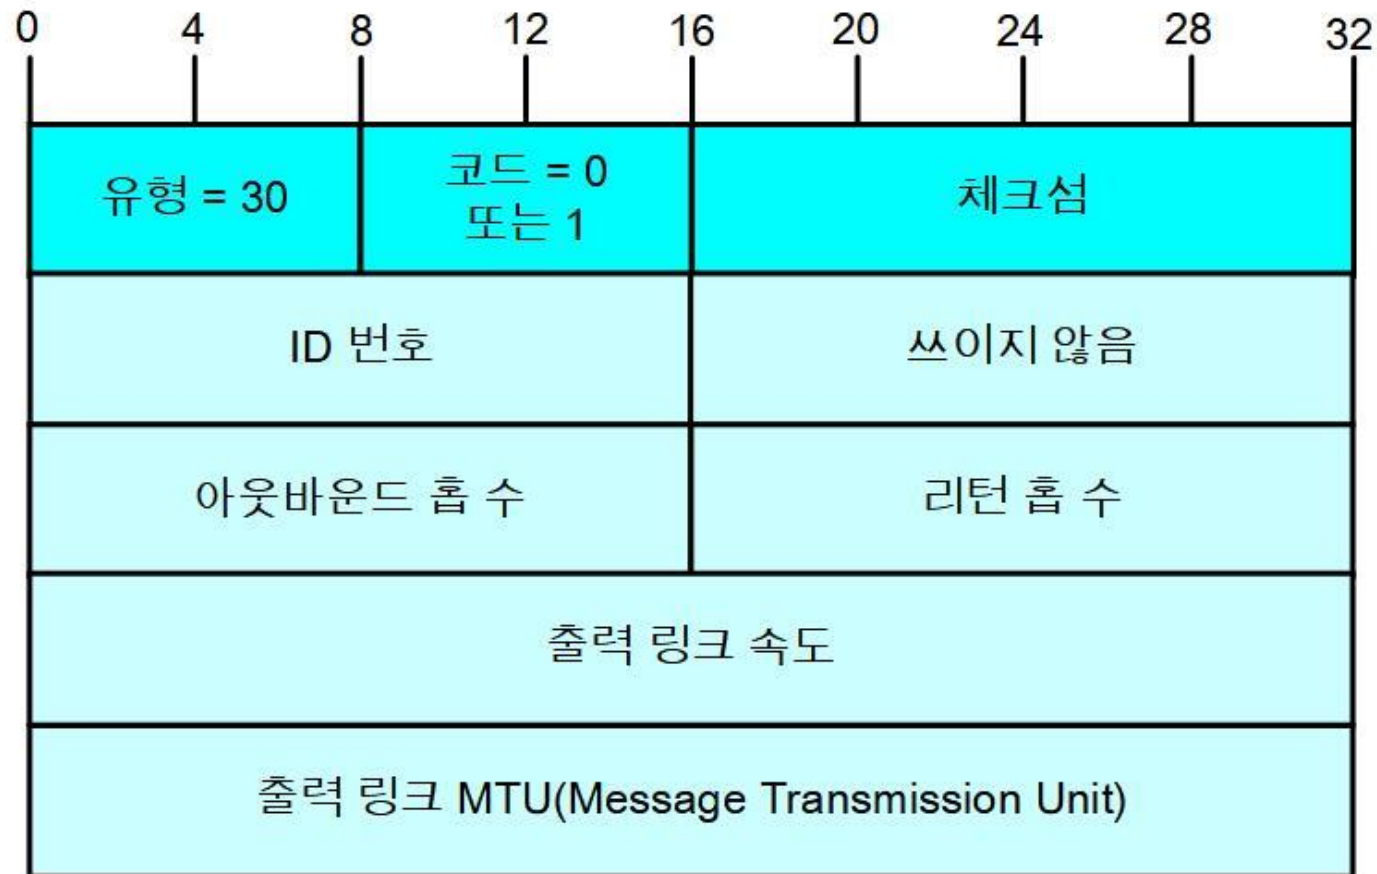 0 4 8 12 16 20 24 28 32
유형 = 30
코드 = 0
또는 1
체크섬
ID 번호
쓰이지 않음
아웃바운드 홉 수
리턴 홉 수
출력 링크 속도
출력 링크 MTU(Message Transmission Unit)